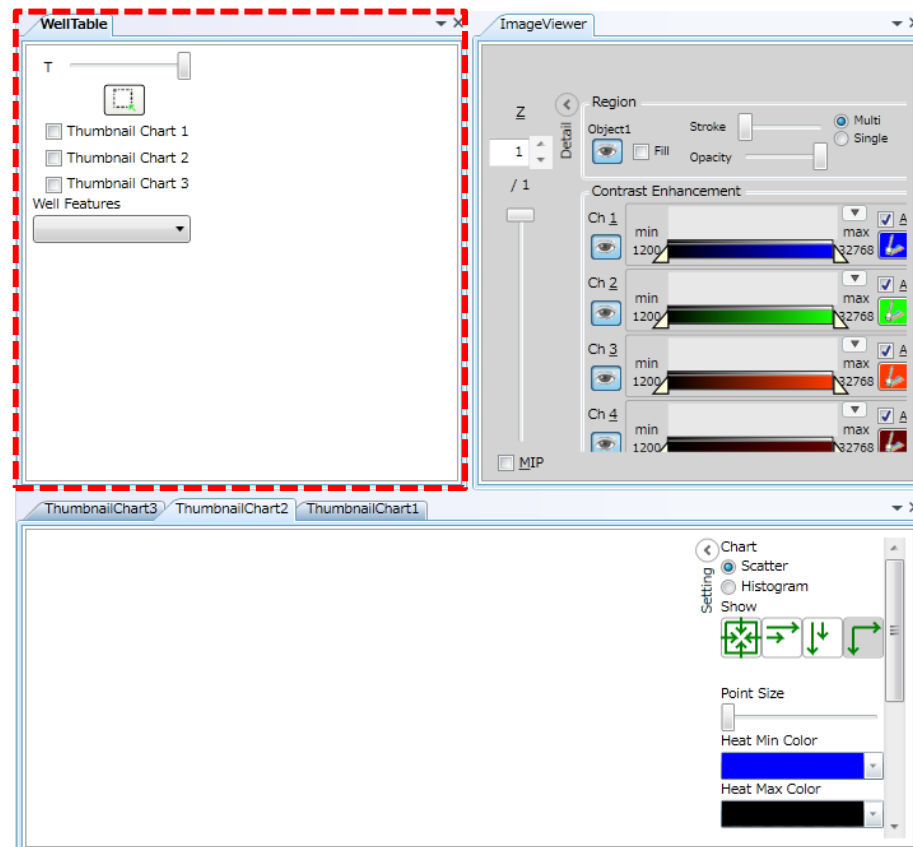 WellTable
T
Thumbnail Chart 1
Thumbnail Chart 2
Thumbnail Chart 3
Well Features
ImageViewer
Z
1
/ 1
MIP
Detail
Region
Object1
Fill
Stroke
Opacity
Multi
Single
Contrast Enhancement
Ch 1
min
1200
max
32768
A
Ch 2
min
1200
max
32768
A
Ch 3
min
1200
max
32768
A
Ch 4
min
1200
max
32768
A
ThumbnailChart3 ThumbnailChart2 ThumbnailChart1
Setting
Chart
Scatter
Histogram
Show
Point Size
Heat Min Color
Heat Max Color